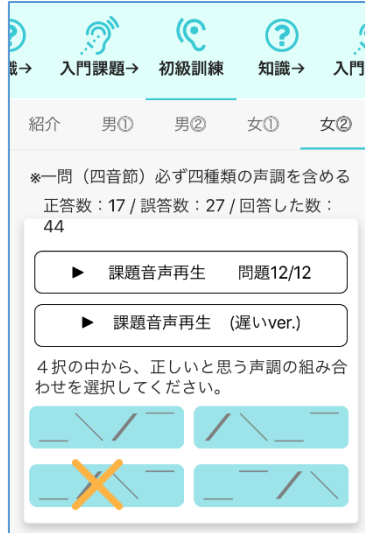 識→ 入門課題→ 初級訓練 知識→ 入門
紹介 男① 男② 女① 女②
※一問（四音節）必ず四種類の声調を含める
正答数：17 / 誤答数：27 / 回答した数：
44
▶ 課題音声再生 問題12/12
▶ 課題音声再生 (遅いver.)
４択の中から、正しいと思う声調の組み合
わせを選択してください。